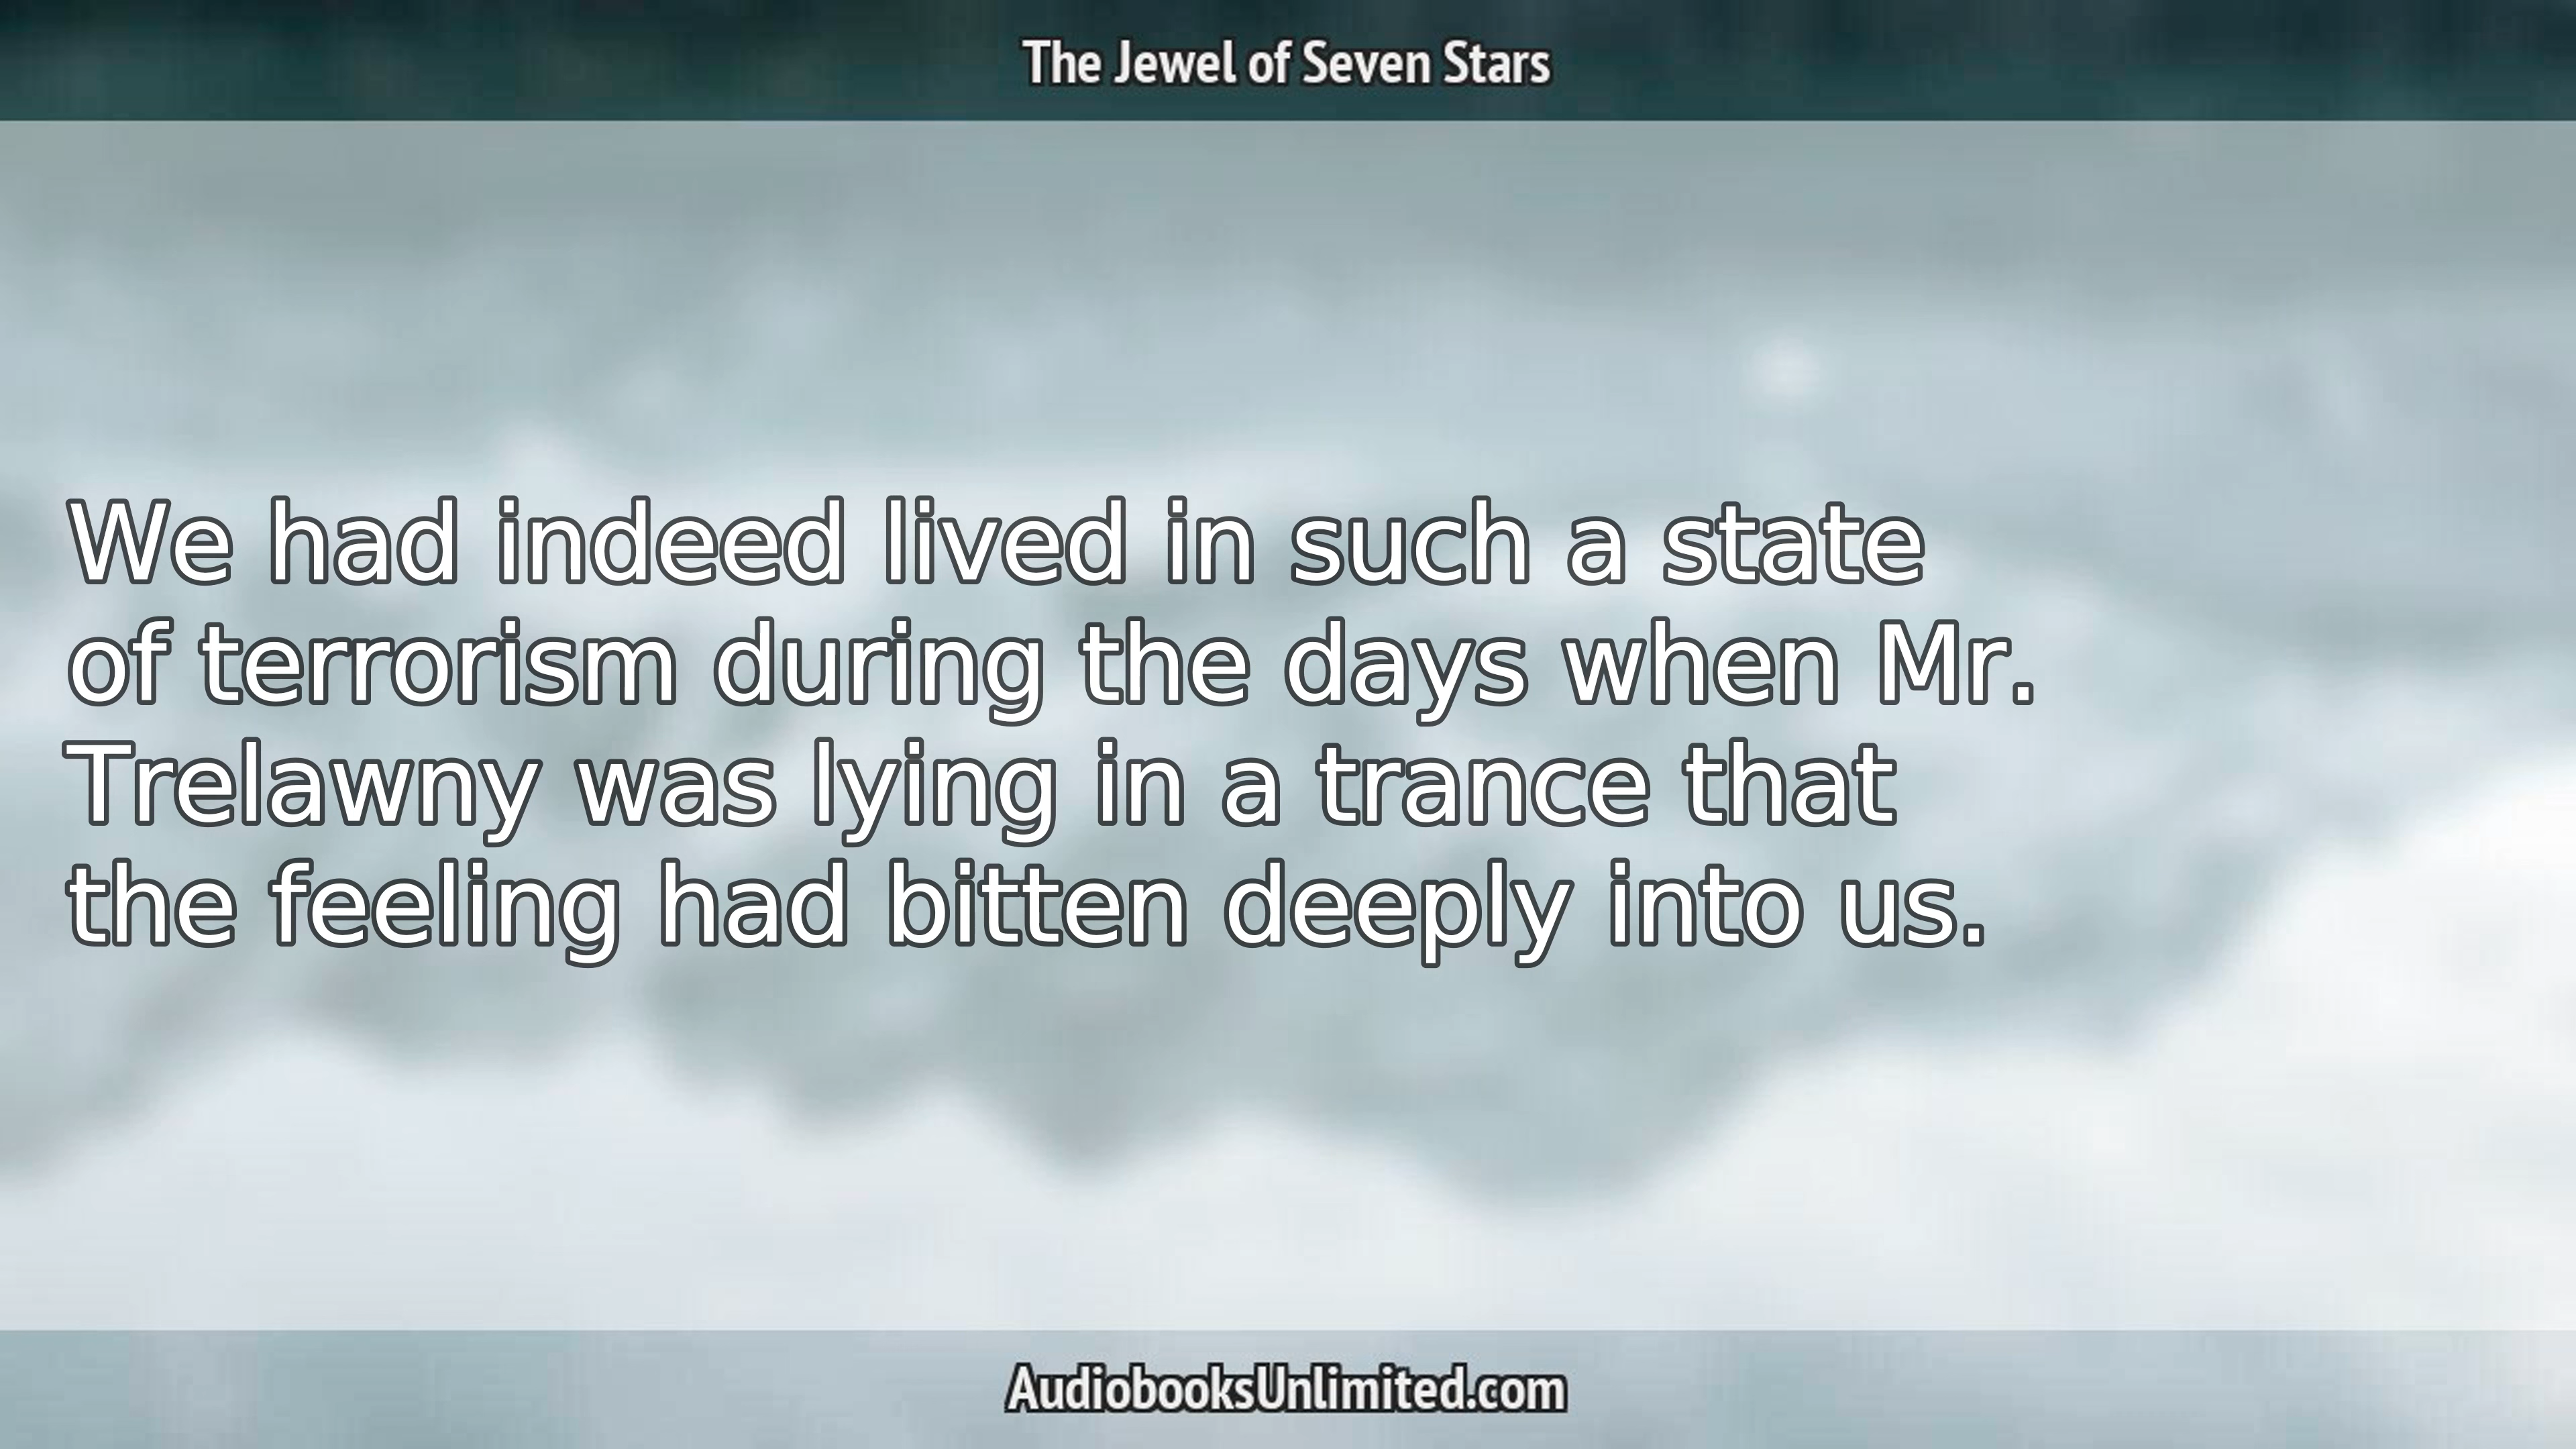 The Jewel of Seven Stars
We had indeed lived in such a state
of terrorism during the days when Mr.
Trelawny was lying in a trance that
the feeling had bitten deeply into us.
AudiobooksUnlimited.com